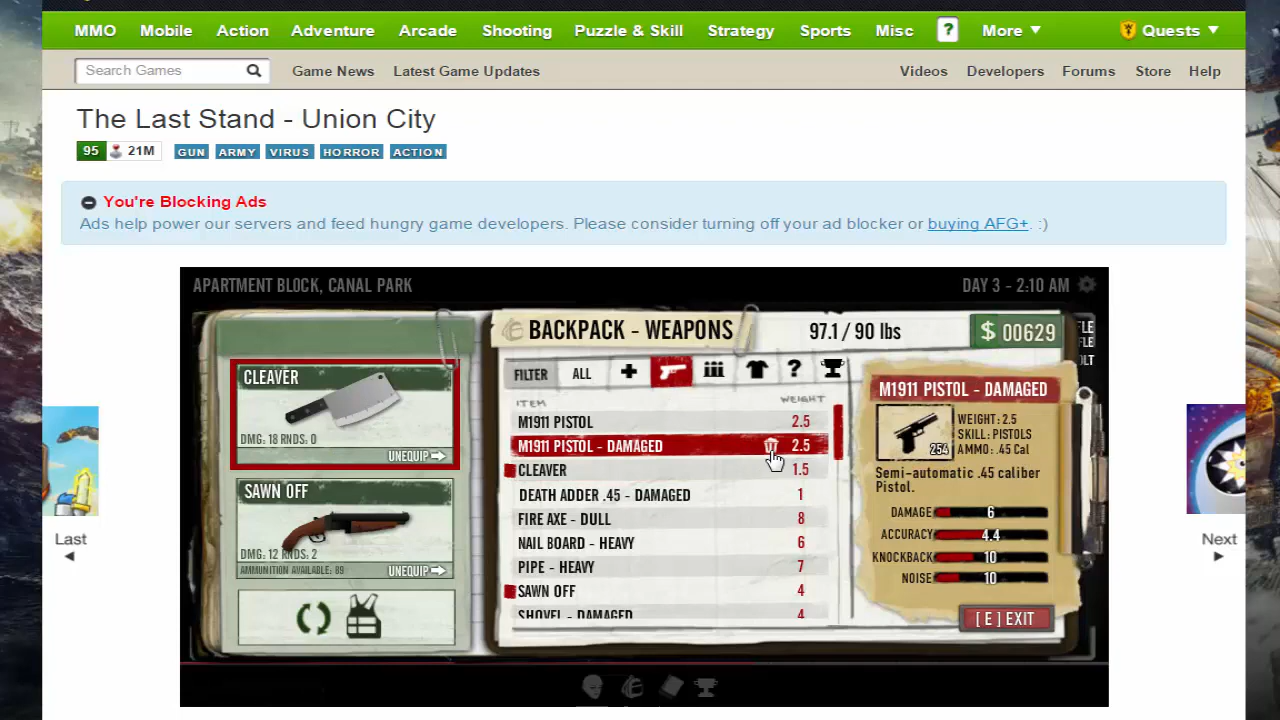 MMO Mobile Action Adventure Arcade Shooting Puzzle & Skill Strategy Sports Misc ? More Quests
Search Games Game News Latest Game Updates Videos Developers Forums Store Help
The Last Stand - Union City
95 21M GUN ARMY VIRUS HORROR ACTION
You're Blocking Ads
Ads help power our servers and feed hungry game developers. Please consider turning off your ad blocker or buying AFG+. :)
APARTMENT BLOCK, CANAL PARK DAY 3 - 2:10 AM
CLEAVER
DMG: 18 RNDS: 0
UNEQUIP
SAWN OFF
DMG: 12 RNDS: 2
AMMUNITION AVAILABLE: 89 UNEQUIP
BACKPACK - WEAPONS 97.1 / 90 lbs $ 00629
FILTER ALL ?
ITEM WEIGHT
M1911 PISTOL 2.5
M1911 PISTOL - DAMAGED 2.5
CLEAVER 1.5
DEATH ADDER .45 - DAMAGED 1
FIRE AXE - DULL 8
NAIL BOARD - HEAVY 6
PIPE - HEAVY 7
SAWN OFF 4
SHOVEL - DAMAGED 4
M1911 PISTOL - DAMAGED
254
WEIGHT: 2.5
SKILL: PISTOLS
AMMO: .45 Cal
Semi-automatic .45 caliber
Pistol.
DAMAGE 6
ACCURACY 4.4
KNOCKBACK 10
NOISE 10
[ E ] EXIT
Last
Next